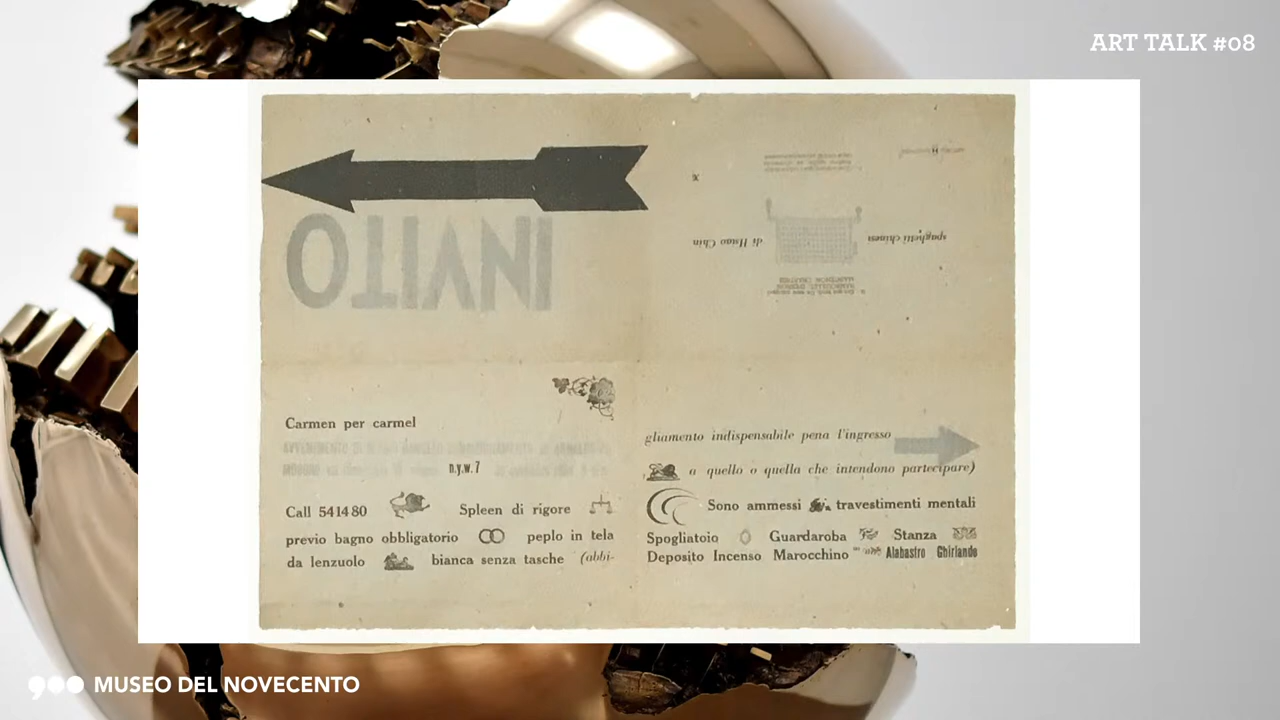 ART TALK #08
INVITO
x
di Hsiao Chin
spaghetti chinesi
Carmen per carmel
n.y.w. 7
Call 541480 Spleen di rigore
previo bagno obbligatorio peplo in tela
da lenzuolo bianca senza tasche (abbi-
gliamento indispensabile pena l'ingresso
a quello o quella che intendono partecipare)
Sono ammessi travestimenti mentali
Spogliatoio Guardaroba Stanza
Deposito Incenso Marocchino Alabastro Ghirlande
MUSEO DEL NOVECENTO